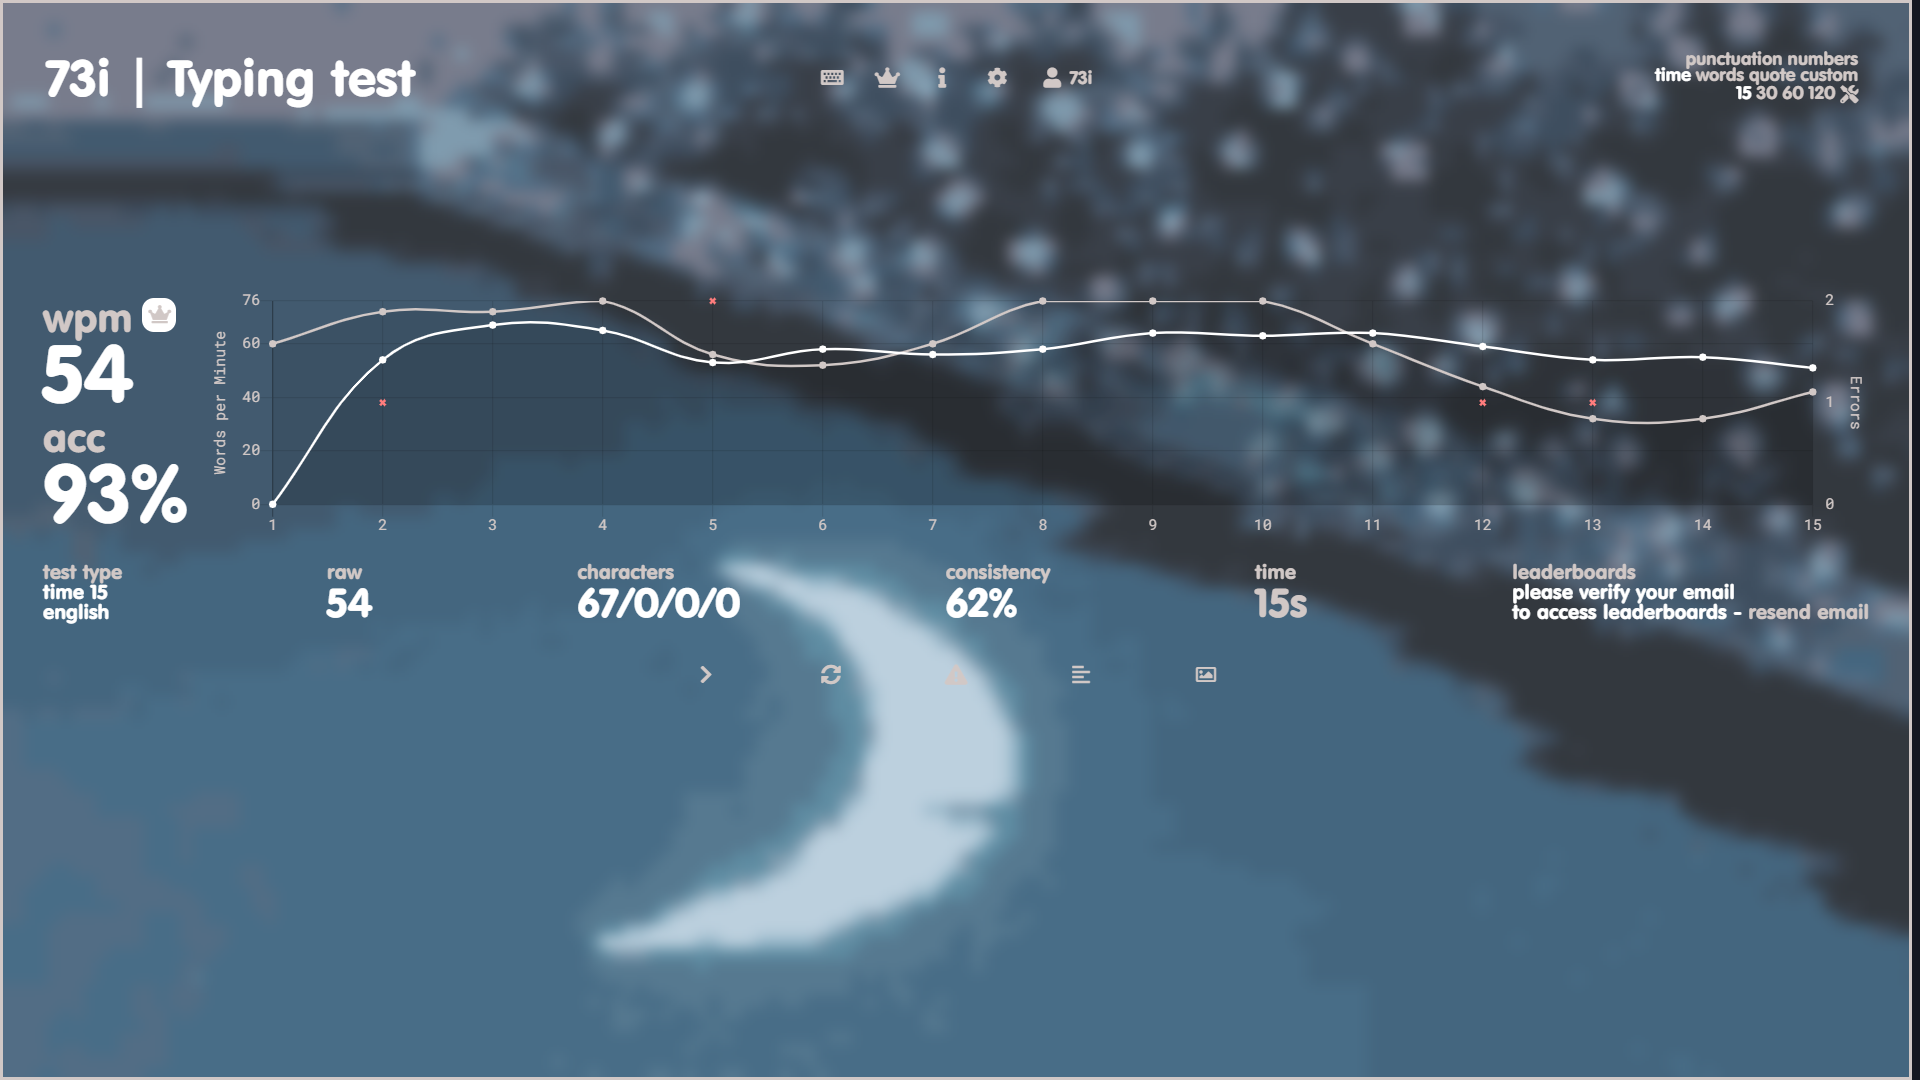 73i | Typing test
73i
punctuation numbers
time words quote custom
15 30 60 120
wpm
54
acc
93%
Words per Minute
76
60
40
20
0
2
1
0
Errors
1 2 3 4 5 6 7 8 9 10 11 12 13 14 15
test type
time 15
english
raw
54
characters
67/0/0/0
consistency
62%
time
15s
leaderboards
please verify your email
to access leaderboards - resend email